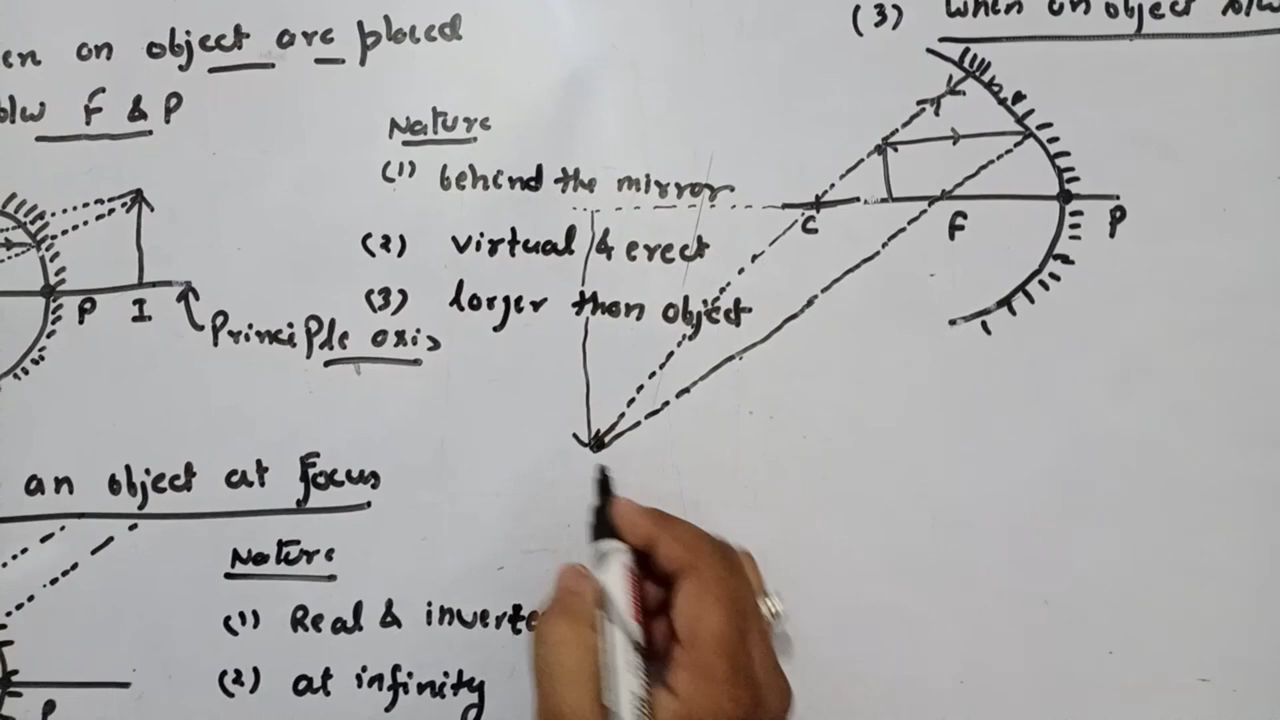 en on object are placed
b/w F & P
P I
Principle axis
Nature
(1) behind the mirror
(2) virtual & erect
(3) larger than object
(3) When an object b/w
C F P
an object at Focus
Nature
(1) Real & inverte
(2) at infinity
P